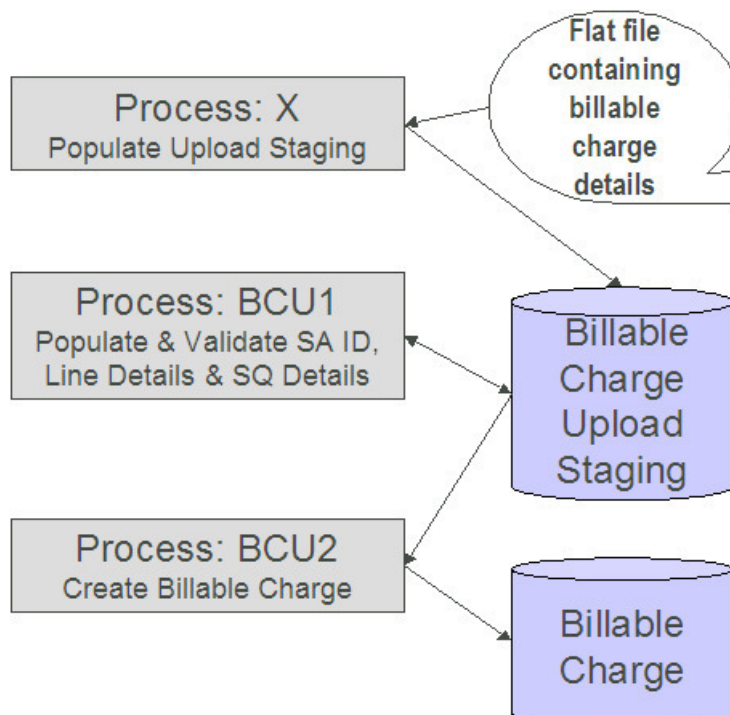 Flat file
containing
billable
charge
details
Process: X
Populate Upload Staging
Process: BCU1
Populate & Validate SA ID,
Line Details & SQ Details
Billable
Charge
Upload
Staging
Process: BCU2
Create Billable Charge
Billable
Charge